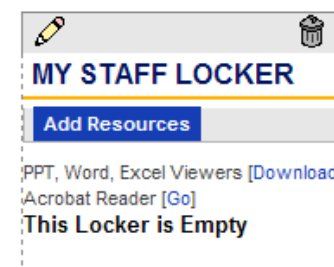 MY STAFF LOCKER
Add Resources
PPT, Word, Excel Viewers [Download
Acrobat Reader [Go]
This Locker is Empty